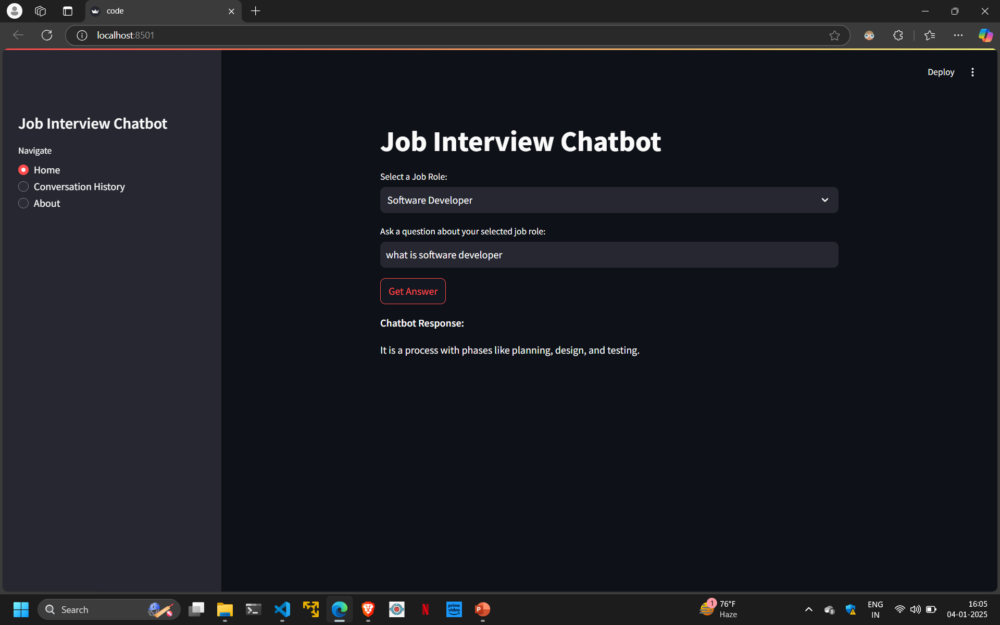 code
localhost:8501
Deploy
Job Interview Chatbot
Navigate
Home
Conversation History
About
Job Interview Chatbot
Select a Job Role:
Software Developer
Ask a question about your selected job role:
what is software developer
Get Answer
Chatbot Response:
It is a process with phases like planning, design, and testing.
Search
prime
video
P
N
1
76°F
Haze
ENG
IN
16:05
04-01-2025